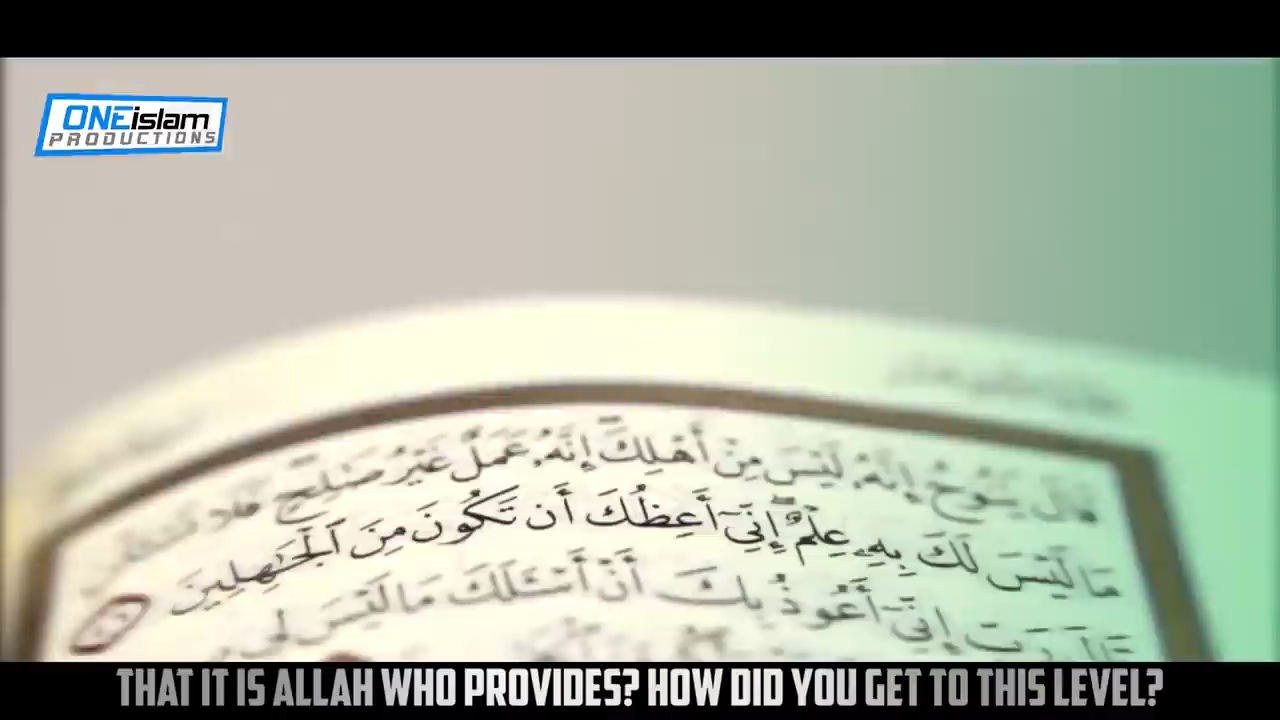 ONEislam
PRODUCTIONS
قَالَ يَٰنُوحُ إِنَّهُۥ لَيْسَ مِنْ أَهْلِكَ ۖ إِنَّهُۥ عَمَلٌ غَيْرُ صَٰلِحٍ ۖ فَلَا
مَا لَيْسَ لَكَ بِهِۦ عِلْمٌ ۖ إِنِّىٓ أَعِظُكَ أَن تَكُونَ مِنَ ٱلْجَٰهِلِينَ
قَالَ رَبِّ إِنِّىٓ أَعُوذُ بِكَ أَنْ أَسْـَٔلَكَ مَا لَيْسَ لِى
THAT IT IS ALLAH WHO PROVIDES? HOW DID YOU GET TO THIS LEVEL?